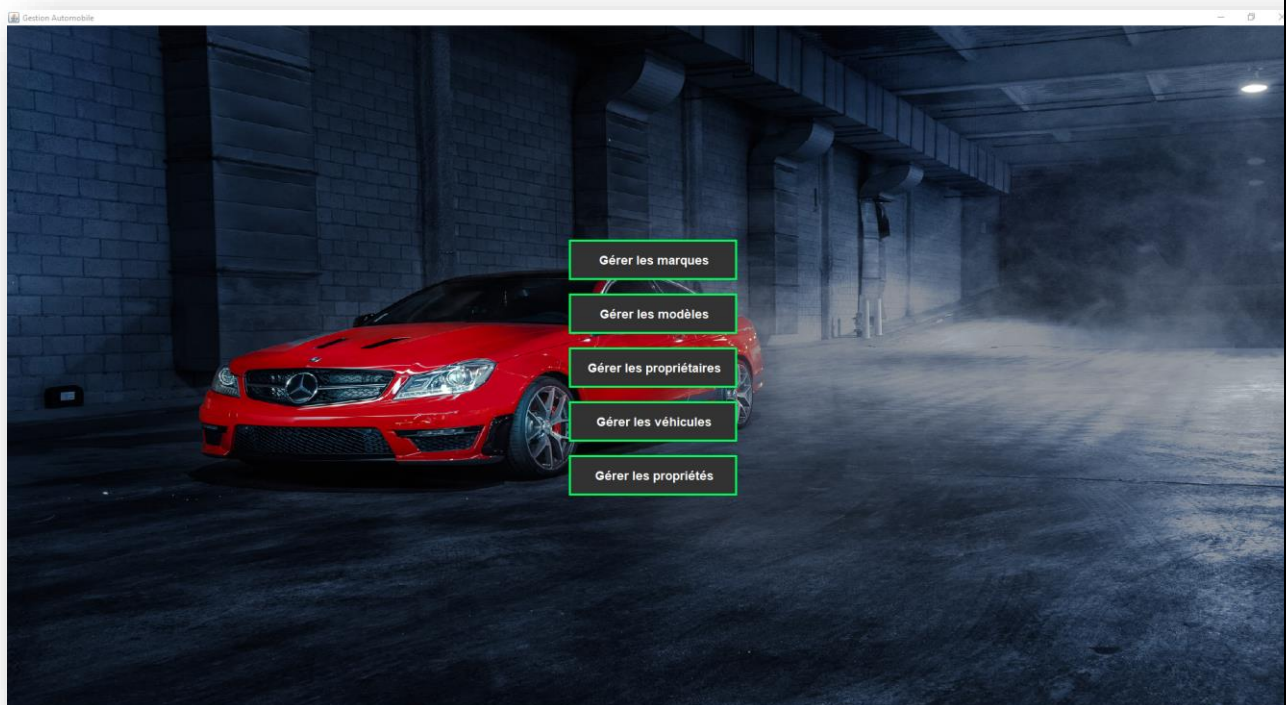 Gestion Automobile
Gérer les marques
Gérer les modèles
Gérer les propriétaires
Gérer les véhicules
Gérer les propriétés